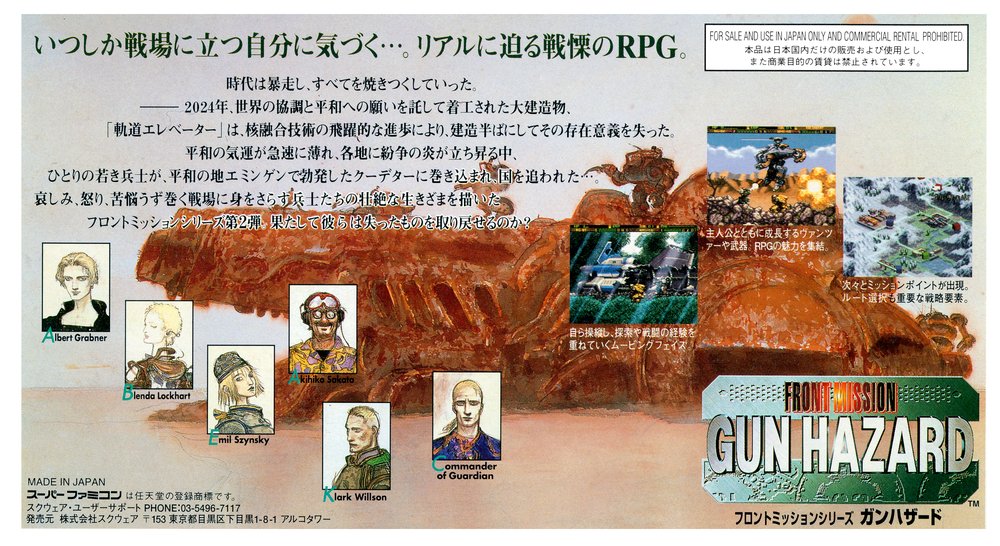 いつしか戦場に立つ自分に気づく…。リアルに迫る戦慄のRPG。
FOR SALE AND USE IN JAPAN ONLY AND COMMERCIAL RENTAL PROHIBITED.
本品は日本国内だけの販売および使用とし、
また商業目的の賃貸は禁止されています。
時代は暴走し、すべてを焼きつくしていった。
―― 2024年、世界の協調と平和への願いを託して着工された大建造物、
「軌道エレベーター」は、核融合技術の飛躍的な進歩により、建造半ばにしてその存在意義を失った。
平和の気運が急速に薄れ、各地に紛争の炎が立ち昇る中、
ひとりの若き兵士が、平和の地エミンゲンで勃発したクーデターに巻き込まれ、国を追われた…。
哀しみ、怒り、苦悩うず巻く戦場に身をさらす兵士たちの壮絶な生きざまを描いた
フロントミッションシリーズ第2弾。果たして彼らは失ったものを取り戻せるのか?
主人公とともに成長するヴァンツ
ァーや武器。RPGの魅力を集結。
次々とミッションポイントが出現。
ルート選択も重要な戦略要素。
自ら操縦し、探索や戦闘の経験を
重ねていくムービングフェイズ。
Albert Grabner
Blenda Lockhart
Akihiko Sakata
Emil Szynsky
Klark Willson
Commander
of Guardian
FRONT MISSION
GUN HAZARD
TM
フロントミッションシリーズ ガンハザード
MADE IN JAPAN
スーパーファミコン は任天堂の登録商標です。
スクウェア・ユーザーサポート PHONE:03-5496-7117
発売元 株式会社スクウェア 〒153 東京都目黒区下目黒1-8-1 アルコタワー